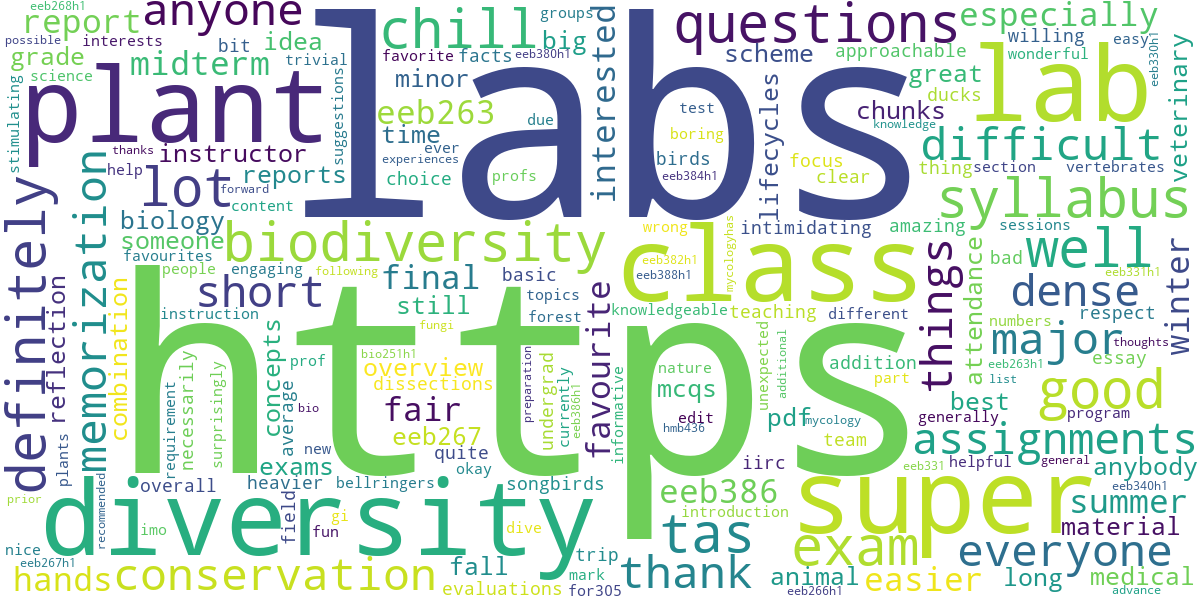 eeb268h1
report
anyone
chill
groups
questions
especially
possible
interests
bit
idea
favorite
facts
eeb380h1
big
scheme
approachable
willing
easy
eeb330h1
grade
science
midterm
trivial
minor
interested
great
wonderful
lab
veterinary
stimulating
plant
labs
suggestions
eeb263
test
lifecycles
chunks
ducks
knowledge
difficult
thanks
instructor
time
ever
due
boring
birds
focus
clear
thing
section
vertebrates
help
reports
experiences
choice
profs
eeb384h1
syllabus
definitely
memorization
lot
forward
content
biology
someone
favourites
biodiversity
wrong
class
mycologyhas
intimidating
amazing
sessions
well
people
engaging
following
final
basic
eeb382h1
eeb388h1
things
attendance
bad
eeb331h1
reflection
short
https
still
topics
forest
favourite
knowledgeable
teaching
different
dense
winter
combination
instruction
fungi
numbers
respect
concepts
prof
bio251h1
overview
dissections
preparation
undergrad
currently
eeb386h1
informative
nature
mcqs
unexpected
additional
addition
part
major
thoughts
essay
eeb263h1
list
necessarily
surprisingly
requirement
average
bio
fair
edit
pdf
mycology
best
good
program
generally
plants
new
eeb267
quite
hmb436
team
assignments
prior
recommended
exams
okay
iirc
eeb331
helpful
general
anybody
overall
heavier
bellringers
songbirds
eeb386
introduction
super
eeb340h1
summer
diversity
imo
field
fun
gi
dive
tas
exam
material
nice
eeb267h1
trip
everyone
hands
conservation
fall
evaluations
mark
for305
thank
animal
eeb266h1
easier
long
medical
advance